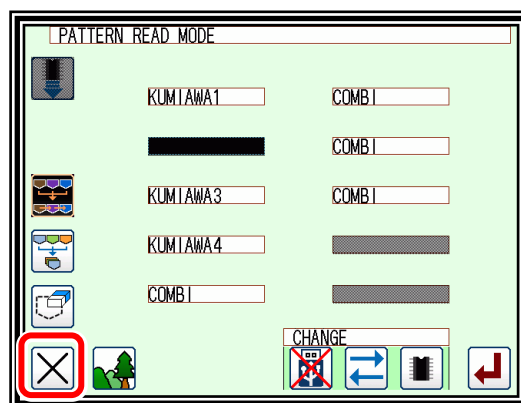 PATTERN READ MODE
KUMIAWA1 COMBI
COMBI
KUMIAWA3 COMBI
KUMIAWA4
COMBI
CHANGE